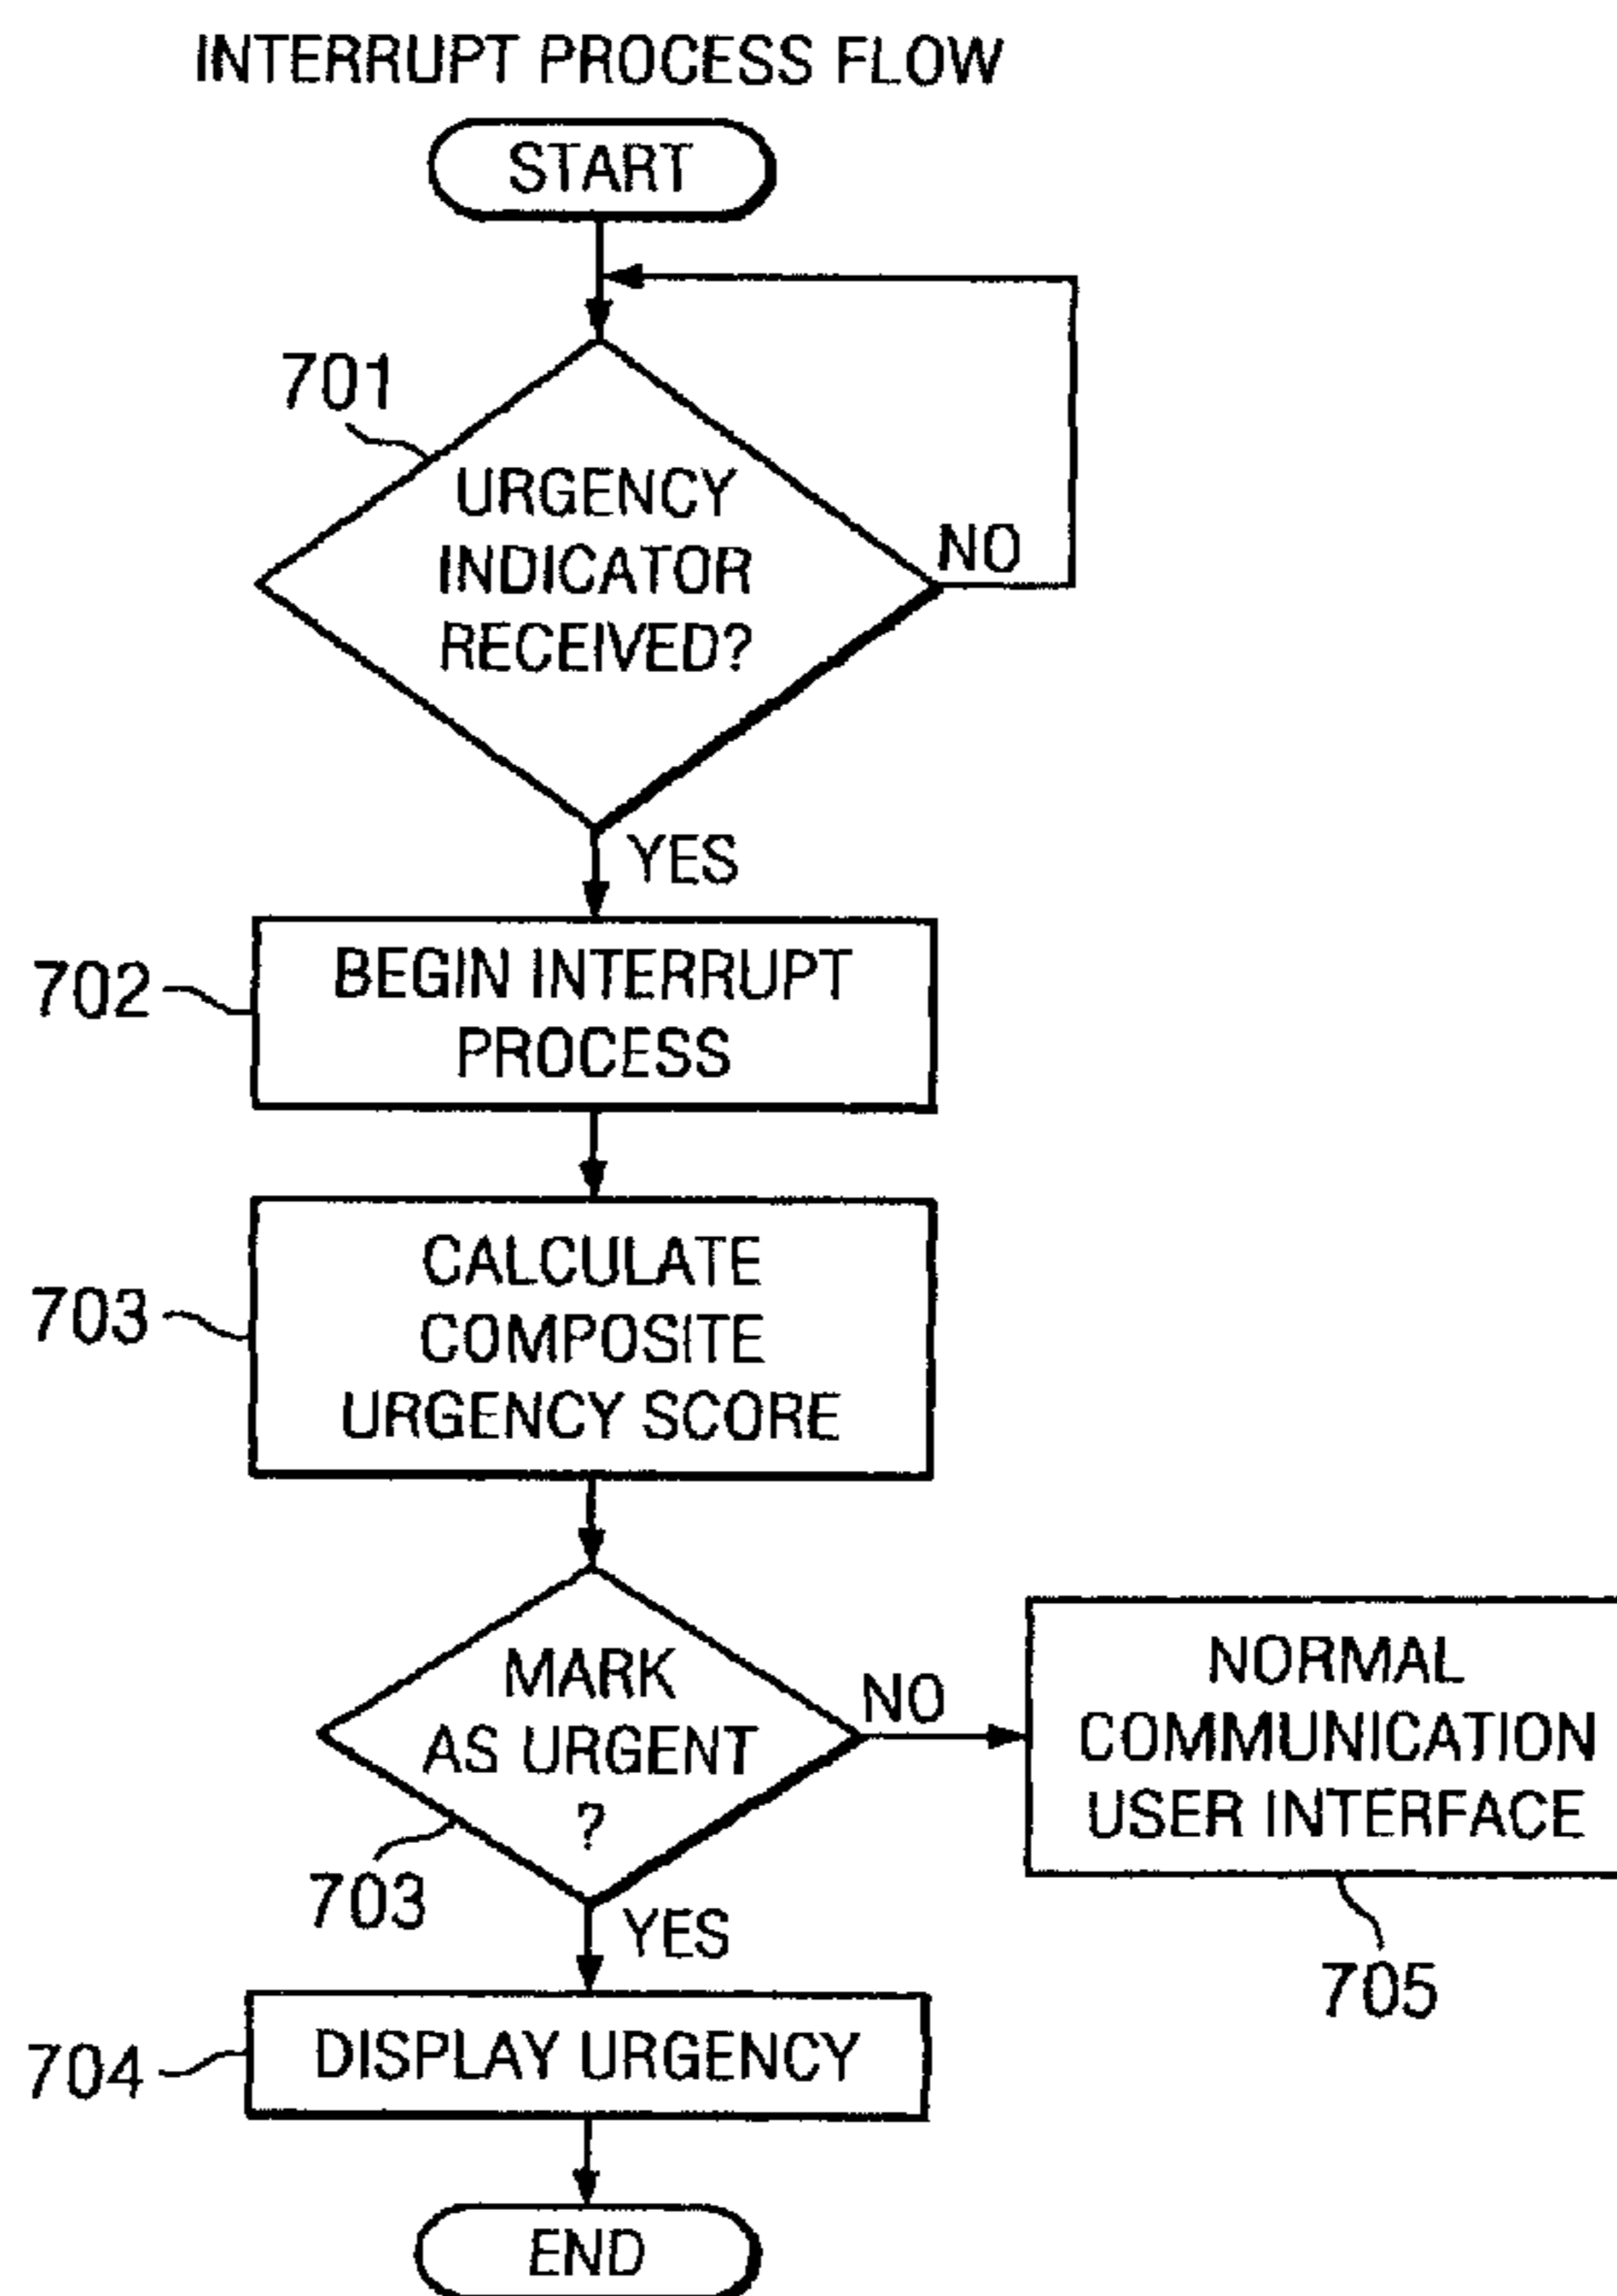 INTERRUPT PROCESS FLOW
START
701
URGENCY
INDICATOR
RECEIVED?
NO
YES
702
BEGIN INTERRUPT
PROCESS
703
CALCULATE
COMPOSITE
URGENCY SCORE
MARK
AS URGENT
?
NO
703
YES
NORMAL
COMMUNICATION
USER INTERFACE
705
704
DISPLAY URGENCY
END